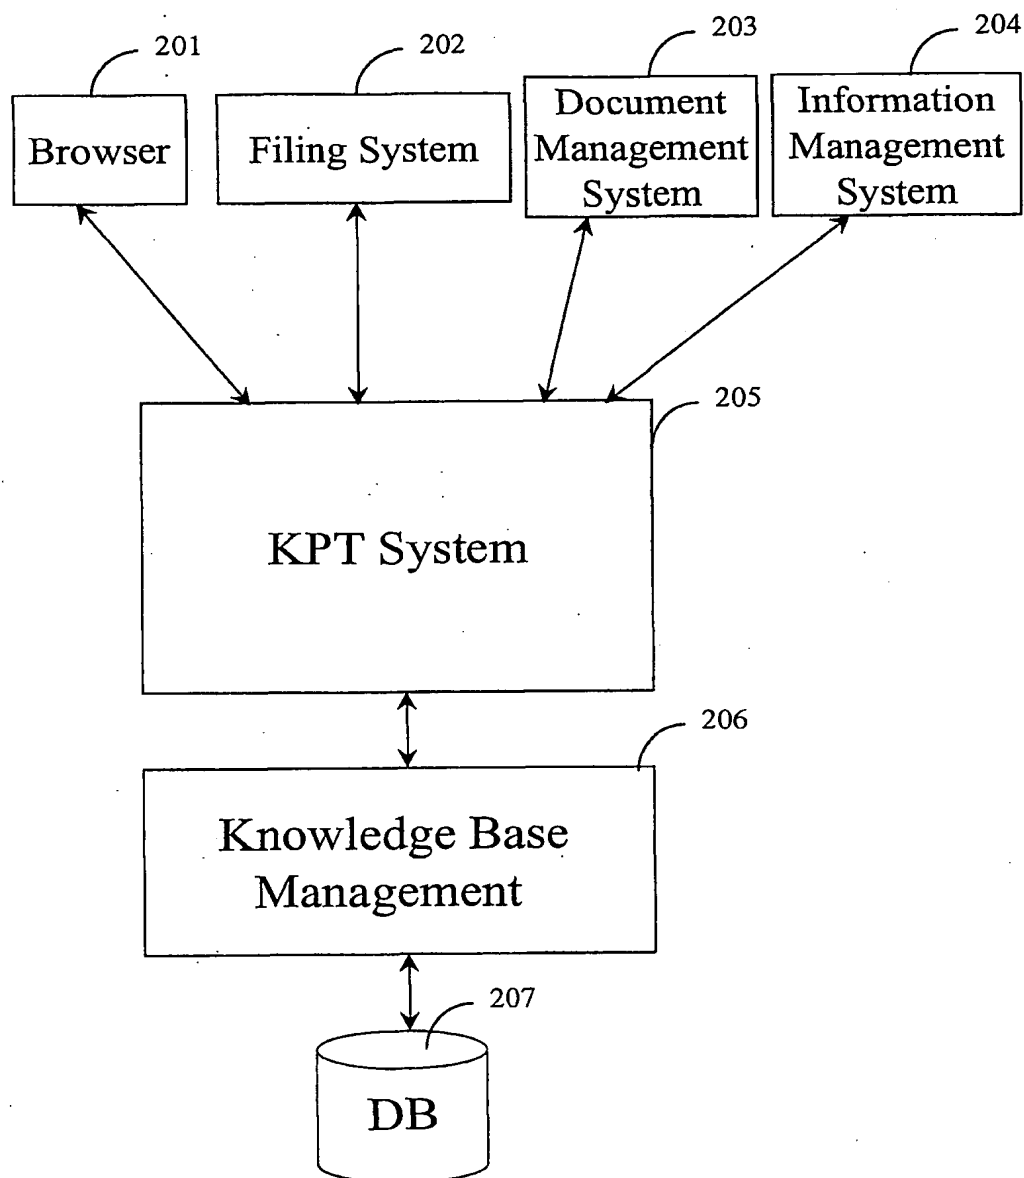 201
202
203
204
Browser
Filing System
Document
Management
System
Information
Management
System
205
KPT System
206
Knowledge Base
Management
207
DB